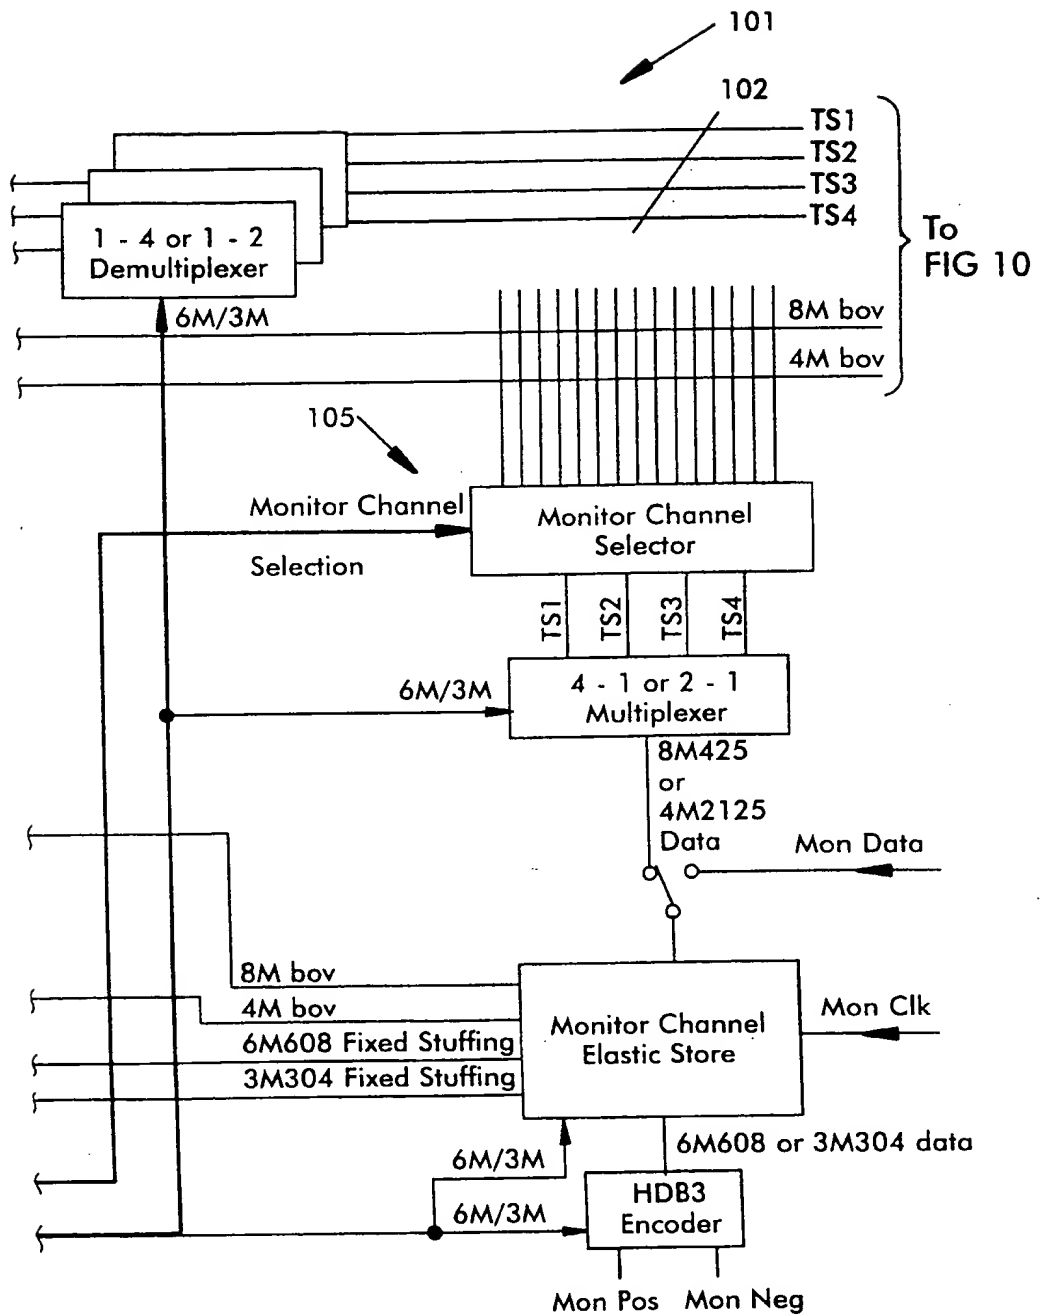 101
102
TS1
TS2
TS3
TS4
To
FIG 10
1 - 4 or 1 - 2
Demultiplexer
6M/3M
8M bov
4M bov
105
Monitor Channel
Selection
Monitor Channel
Selector
TS1
TS2
TS3
TS4
6M/3M
4 - 1 or 2 - 1
Multiplexer
8M425
or
4M2125
Data
Mon Data
8M bov
4M bov
6M608 Fixed Stuffing
3M304 Fixed Stuffing
Monitor Channel
Elastic Store
Mon Clk
6M608 or 3M304 data
6M/3M
6M/3M
HDB3
Encoder
Mon Pos
Mon Neg